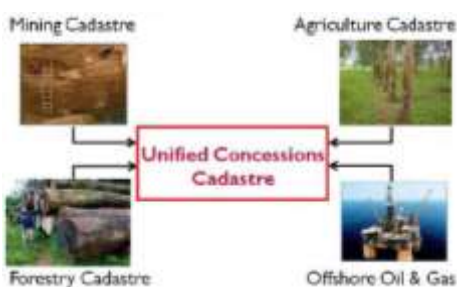 Mining Cadastre
Agriculture Cadastre
Unified Concessions
Cadastre
Forestry Cadastre
Offshore Oil & Gas